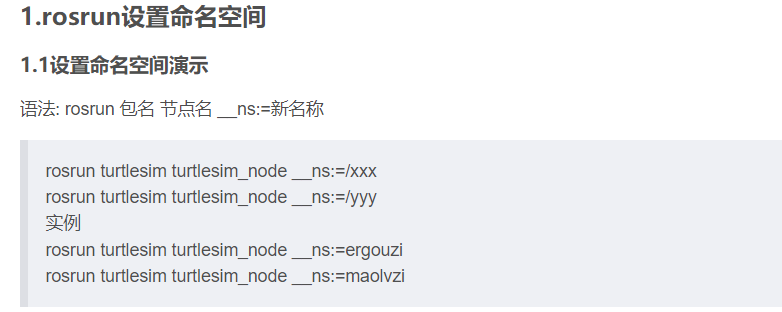 1.rosrun设置命名空间
1.1设置命名空间演示
语法: rosrun 包名 节点名 __ns:=新名称
rosrun turtlesim turtlesim_node __ns:=/xxx
rosrun turtlesim turtlesim_node __ns:=/yyy
实例
rosrun turtlesim turtlesim_node __ns:=ergouzi
rosrun turtlesim turtlesim_node __ns:=maolvzi